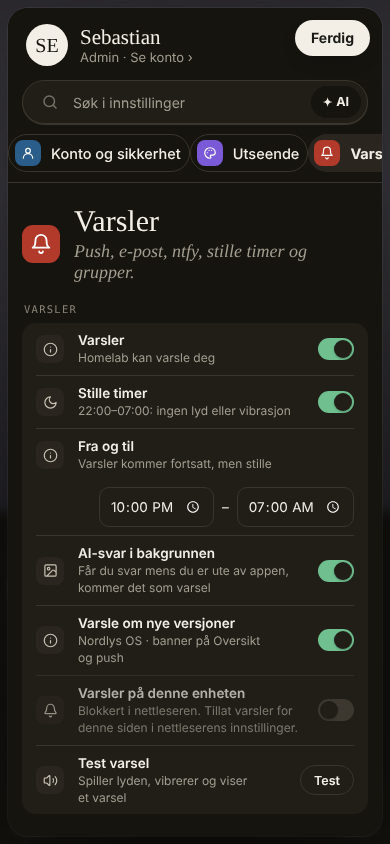 SE
Sebastian
Admin · Se konto ›
Ferdig
Søk i innstillinger
AI
Konto og sikkerhet
Utseende
Vars
Varsler
Push, e-post, ntfy, stille timer og
grupper.
VARSLER
Varsler
Homelab kan varsle deg
Stille timer
22:00–07:00: ingen lyd eller vibrasjon
Fra og til
Varsler kommer fortsatt, men stille
10:00 PM – 07:00 AM
AI-svar i bakgrunnen
Får du svar mens du er ute av appen,
kommer det som varsel
Varsle om nye versjoner
Nordlys OS · banner på Oversikt
og push
Varsler på denne enheten
Blokkert i nettleseren. Tillat varsler for
denne siden i nettleserens innstillinger.
Test varsel
Spiller lyden, vibrerer og viser
et varsel
Test